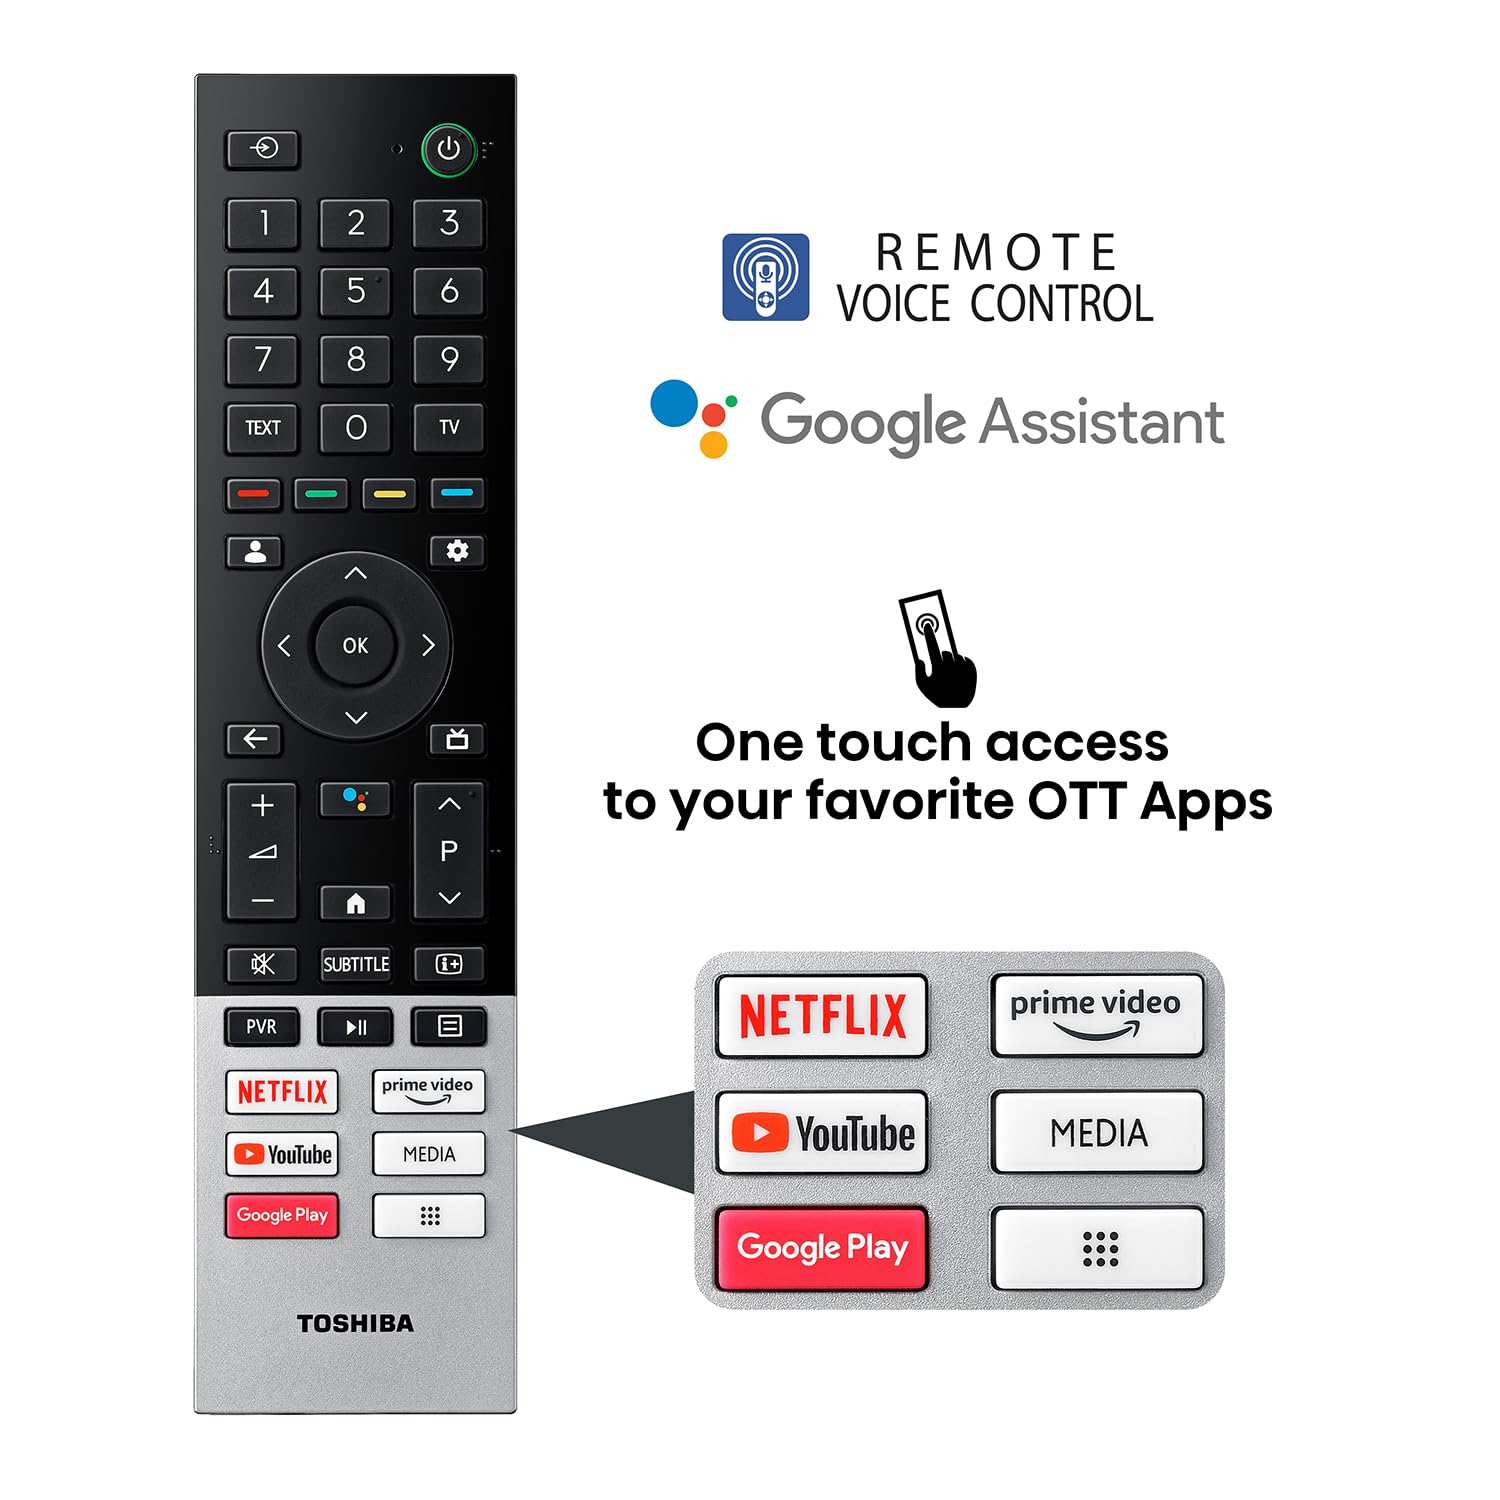 1 2 3
4 5 6
7 8 9
TEXT 0 TV
OK
+ P
−
SUBTITLE i+
PVR
NETFLIX prime video
YouTube MEDIA
Google Play
TOSHIBA
REMOTE
VOICE CONTROL
Google Assistant
One touch access
to your favorite OTT Apps
NETFLIX prime video
YouTube MEDIA
Google Play